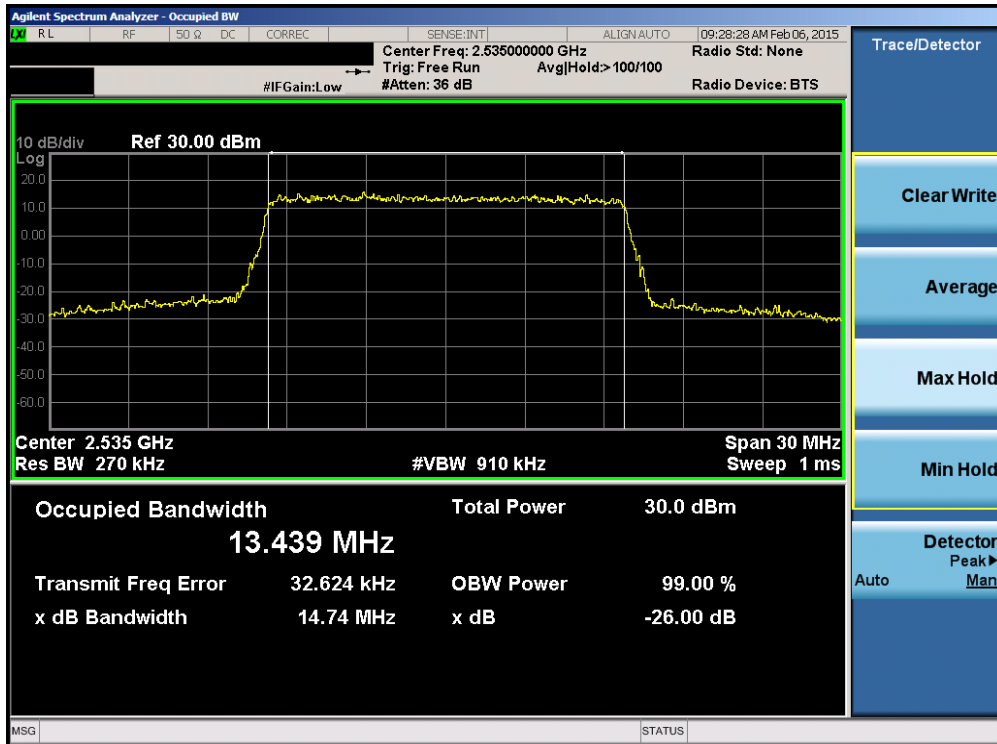 Agilent Spectrum Analyzer - Occupied BW
LXI RL RF 50 Ω DC CORREC SENSE:INT ALIGN AUTO 09:28:28 AM Feb 06, 2015
Center Freq: 2.535000000 GHz Radio Std: None
Trig: Free Run Avg|Hold:>100/100
#IFGain:Low #Atten: 36 dB Radio Device: BTS
10 dB/div Ref 30.00 dBm
Log
20.0
10.0
0.00
-10.0
-20.0
-30.0
-40.0
-50.0
-60.0
Center 2.535 GHz Span 30 MHz
Res BW 270 kHz #VBW 910 kHz Sweep 1 ms
Occupied Bandwidth Total Power 30.0 dBm
13.439 MHz
Transmit Freq Error 32.624 kHz OBW Power 99.00 %
x dB Bandwidth 14.74 MHz x dB -26.00 dB
MSG STATUS
Trace/Detector
Clear Write
Average
Max Hold
Min Hold
Detector
Peak▶
Auto Man